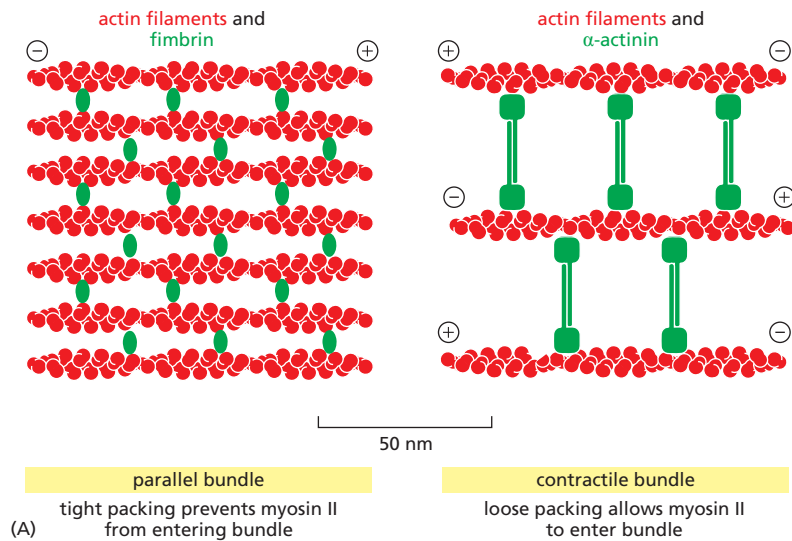 actin filaments and
fimbrin
− +
actin filaments and
α-actinin
+ −
− +
+ −
50 nm
parallel bundle
tight packing prevents myosin II
from entering bundle
contractile bundle
loose packing allows myosin II
to enter bundle
(A)